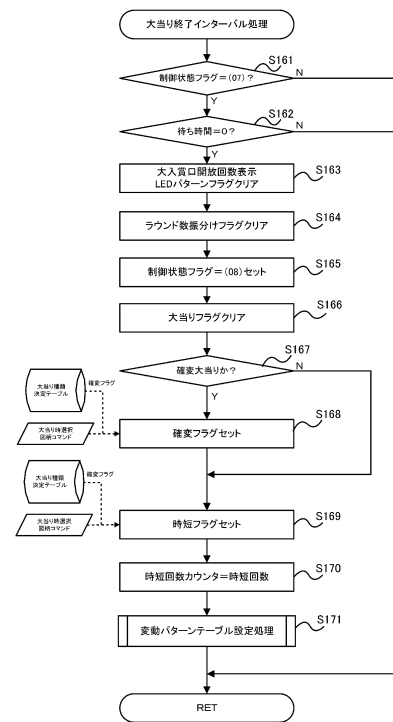 大当り終了インターバル処理
S161
制御状態フラグ=(07)?
N
Y
S162
待ち時間=0?
N
Y
S163
大入賞口開放回数表示
LEDパターンフラグクリア
S164
ラウンド数振分けフラグクリア
S165
制御状態フラグ=(08)セット
S166
大当りフラグクリア
S167
確変大当りか?
N
Y
大当り種類
決定テーブル
確変フラグ
大当り時選択
図柄コマンド
S168
確変フラグセット
大当り種類
決定テーブル
確変フラグ
大当り時選択
図柄コマンド
S169
時短フラグセット
S170
時短回数カウンタ=時短回数
S171
変動パターンテーブル設定処理
RET